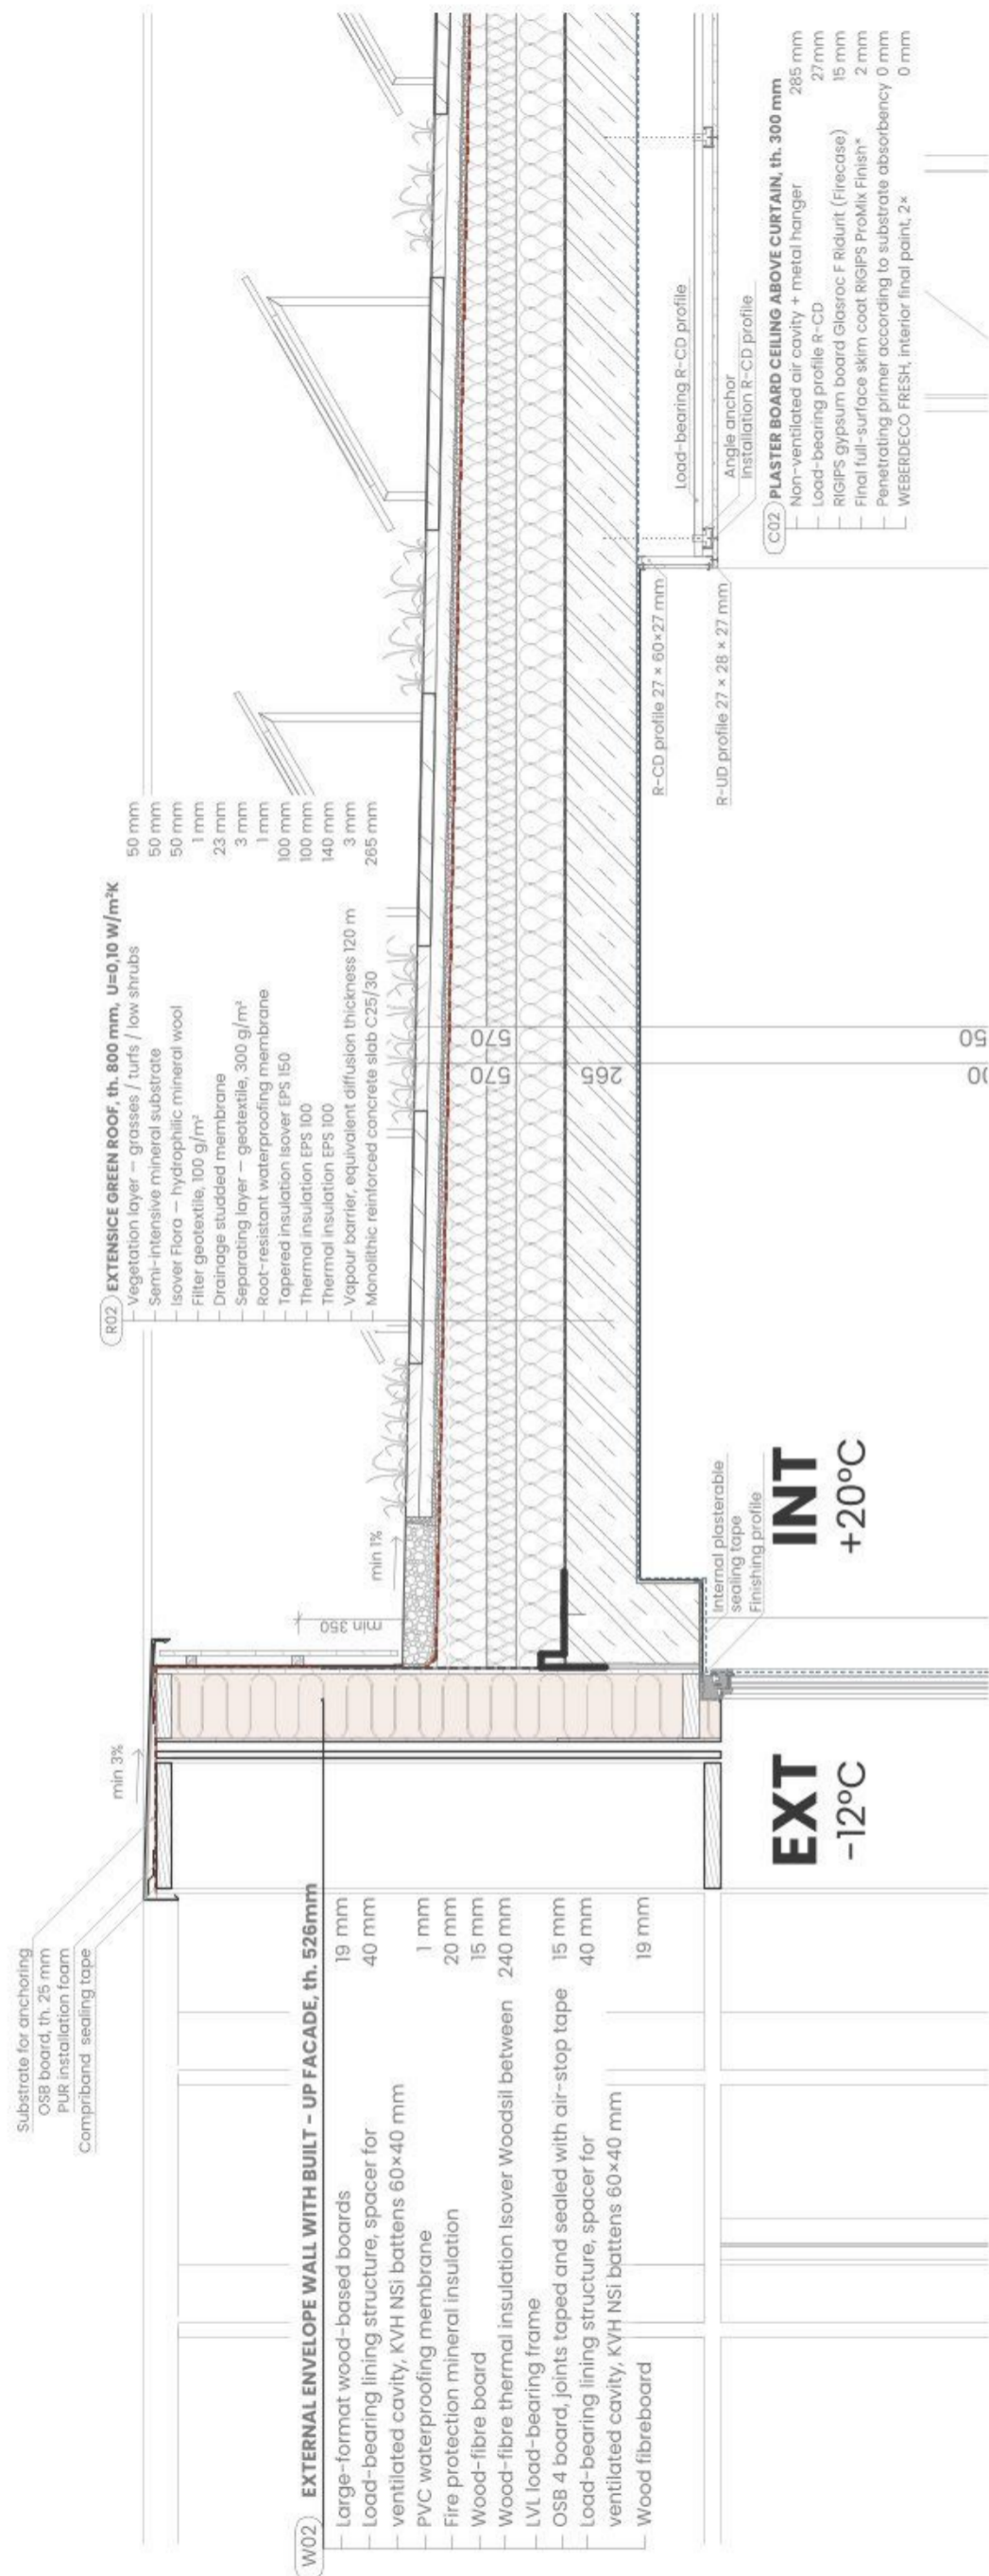 Substrate for anchoring
OSB board, th. 25 mm
PUR installation foam
Compriband sealing tape
min 3%
W02 EXTERNAL ENVELOPE WALL WITH BUILT - UP FACADE, th. 526mm
Large-format wood-based boards 19 mm
Load-bearing lining structure, spacer for 40 mm
ventilated cavity, KVH NSi battens 60×40 mm
PVC waterproofing membrane 1 mm
Fire protection mineral insulation 20 mm
Wood-fibre board 15 mm
Wood-fibre thermal insulation Isover Woodsil between 240 mm
LVL load-bearing frame
OSB 4 board, joints taped and sealed with air-stop tape 15 mm
Load-bearing lining structure, spacer for 40 mm
ventilated cavity, KVH NSi battens 60×40 mm
Wood fibreboard 19 mm
R02 EXTENSICE GREEN ROOF, th. 800 mm, U=0,10 W/m²K
Vegetation layer – grasses / turfs / low shrubs 50 mm
Semi-intensive mineral substrate 50 mm
Isover Flora – hydrophilic mineral wool 50 mm
Filter geotextile, 100 g/m² 1 mm
Drainage studded membrane 23 mm
Separating layer – geotextile, 300 g/m² 3 mm
Root-resistant waterproofing membrane 1 mm
Tapered insulation Isover EPS 150 100 mm
Thermal insulation EPS 100 100 mm
Thermal insulation EPS 100 140 mm
Vapour barrier, equivalent diffusion thickness 120 m 3 mm
Monolithic reinforced concrete slab C25/30 265 mm
min 350
min 1%
570
570
265
50
00
EXT
-12°C
INT
+20°C
Internal plasterable
sealing tape
Finishing profile
R-CD profile 27 × 60×27 mm
R-UD profile 27 × 28 × 27 mm
Load-bearing R-CD profile
Angle anchor
Installation R-CD profile
C02 PLASTER BOARD CEILING ABOVE CURTAIN, th. 300 mm
Non-ventilated air cavity + metal hanger 285 mm
Load-bearing profile R-CD 27mm
RIGIPS gypsum board Glasroc F Ridurit (Firecase) 15 mm
Final full-surface skim coat RIGIPS ProMix Finish* 2 mm
Penetrating primer according to substrate absorbency 0 mm
WEBERDECO FRESH, interior final paint, 2× 0 mm